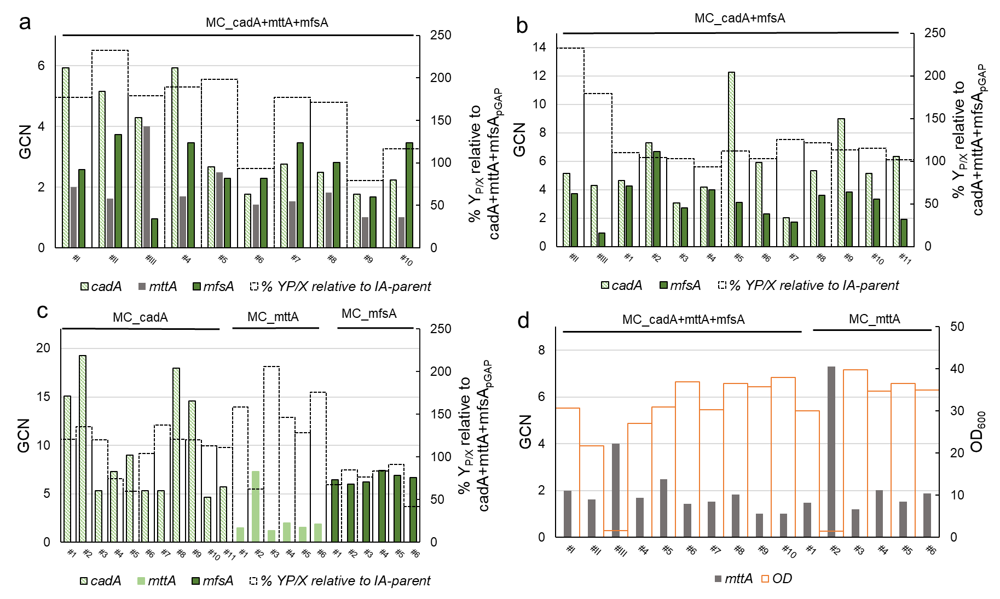 a
MC_cadA+mttA+mfsA
GCN
6
4
2
0
250
200
150
100
50
0
% YP/X relative to
cadA+mttA+mfsApGAP
#I #II #III #4 #5 #6 #7 #8 #9 #10
cadA mttA mfsA % YP/X relative to IA-parent
b
MC_cadA+mfsA
GCN
14
12
10
8
6
4
2
0
250
200
150
100
50
0
% YP/X relative to
cadA+mttA+mfsApGAP
#II #III #1 #2 #3 #4 #5 #6 #7 #8 #9 #10 #11
cadA mfsA % YP/X relative to IA-parent
c
MC_cadA MC_mttA MC_mfsA
GCN
20
15
10
5
0
250
200
150
100
50
0
% YP/X relative to
cadA+mttA+mfsApGAP
#1 #2 #3 #4 #5 #6 #7 #8 #9 #10 #11 #1 #2 #3 #4 #5 #6 #1 #2 #3 #4 #5 #6
cadA mttA mfsA % YP/X relative to IA-parent
d
MC_cadA+mttA+mfsA MC_mttA
GCN
8
6
4
2
0
50
40
30
20
10
0
OD600
#I #II #III #4 #5 #6 #7 #8 #9 #10 #1 #2 #3 #4 #5 #6
mttA OD